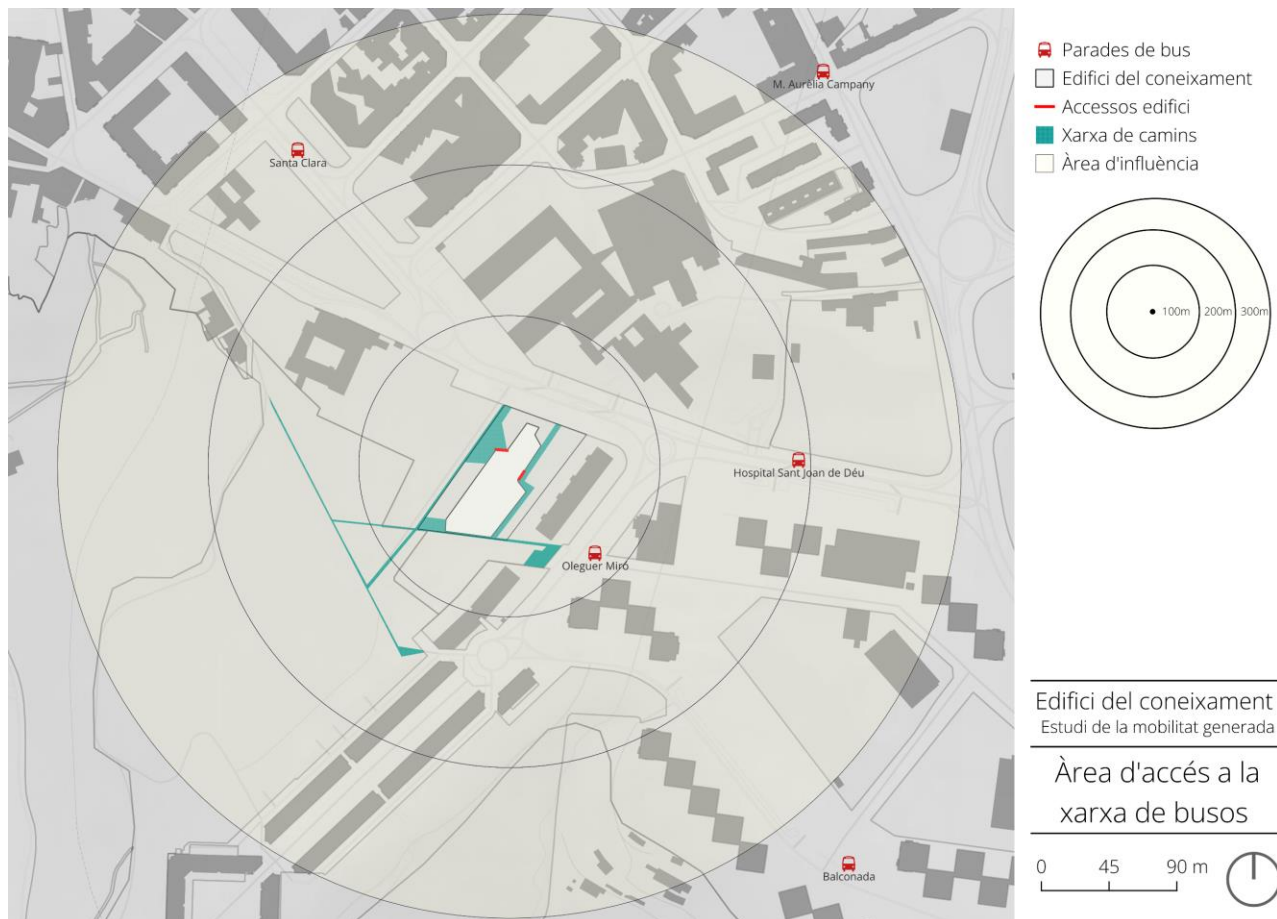 M. Aurèlia Campany
Santa Clara
Hospital Sant Joan de Déu
Oleguer Miró
Balconada
Parades de bus
Edifici del coneixament
Accessos edifici
Xarxa de camins
Àrea d'influència
100m 200m 300m
Edifici del coneixament
Estudi de la mobilitat generada
Àrea d'accés a la
xarxa de busos
0 45 90 m